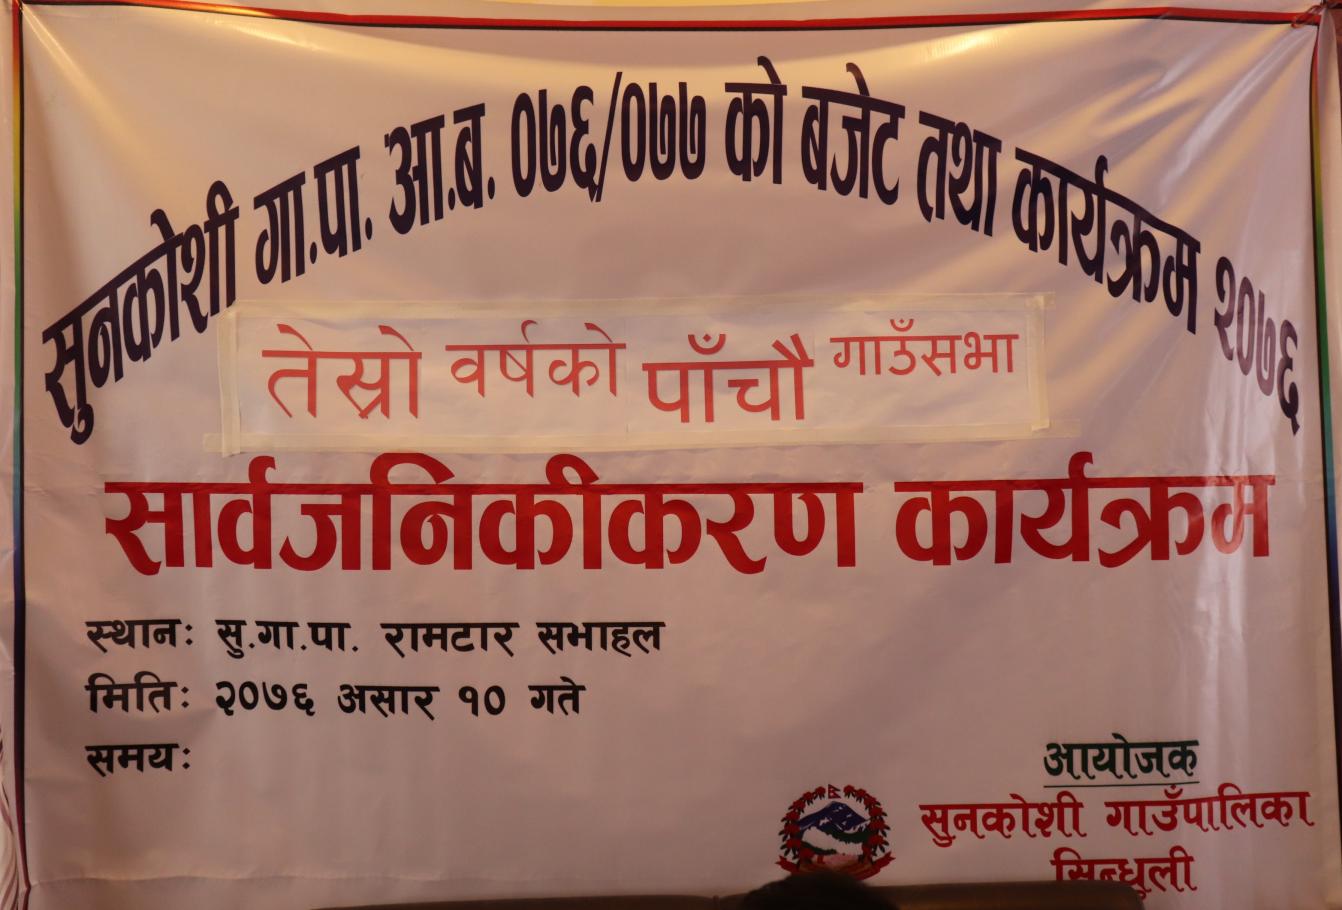 सुनकोशी गा.पा. आ.ब. ०७६/०७७ को बजेट तथा कार्यक्रम २०७६
तेस्रो वर्षको पाँचौ गाउँसभा
सार्वजनिकीकरण कार्यक्रम
स्थानः सु.गा.पा. रामटार सभाहल
मितिः २०७६ असार १० गते
समयः
आयोजक
सुनकोशी गाउँपालिका
सिन्धुली